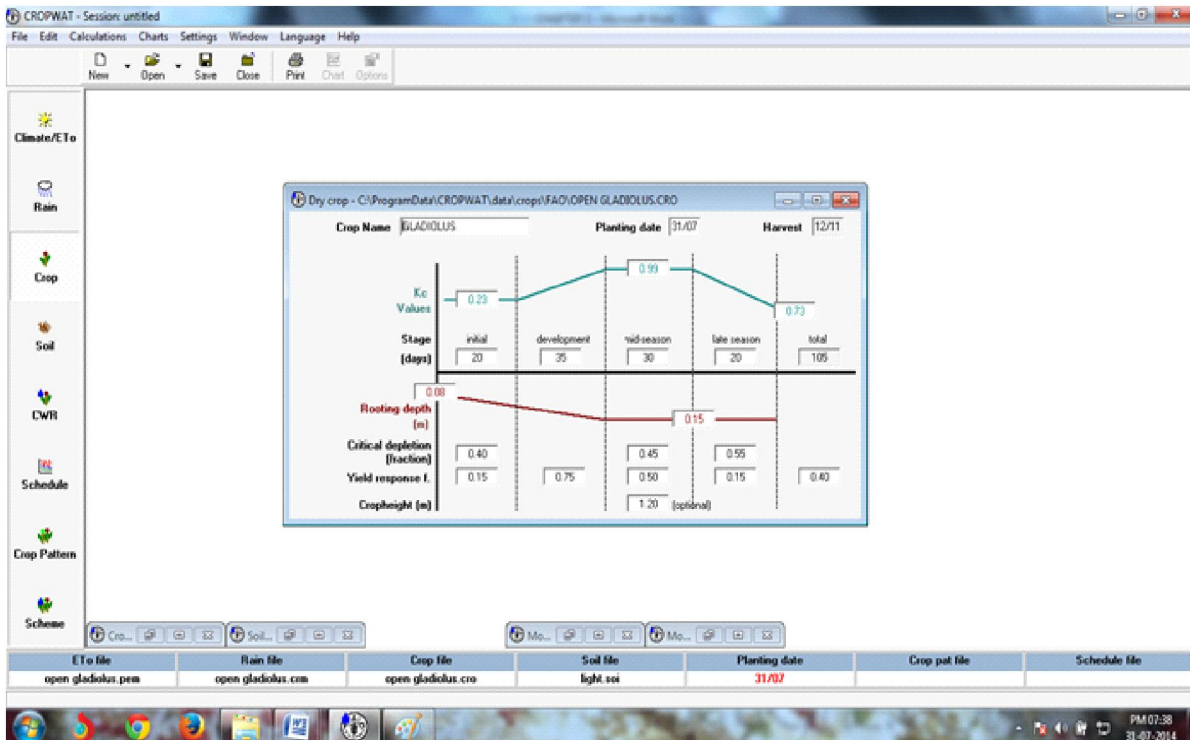 CROPWAT - Session: untitled
File Edit Calculations Charts Settings Window Language Help
New Open Save Close Print Chart Options
Climate/ETo
Rain
Crop
Soil
CWR
Schedule
Crop Pattern
Scheme
Dry crop - C:\ProgramData\CROPWAT\data\crops\FAO\OPEN GLADIOLUS.CRO
Crop Name GLADIOLUS Planting date 31/07 Harvest 12/11
0.99
Kc 0.23
Values 0.73
Stage initial development mid-season late season total
(days) 20 35 30 20 105
0.08
Rooting depth 0.15
(m)
Critical depletion 0.40 0.45 0.55
(fraction)
Yield response f. 0.15 0.75 0.50 0.15 0.40
Cropheight (m) 1.20 (optional)
Cro... Soil... Mo... Mo...
ETo file Rain file Crop file Soil file Planting date Crop pat file Schedule file
open gladiolus.pem open gladiolus.crm open gladiolus.cro light.soi 31/07
PM 07:38
31-07-2014